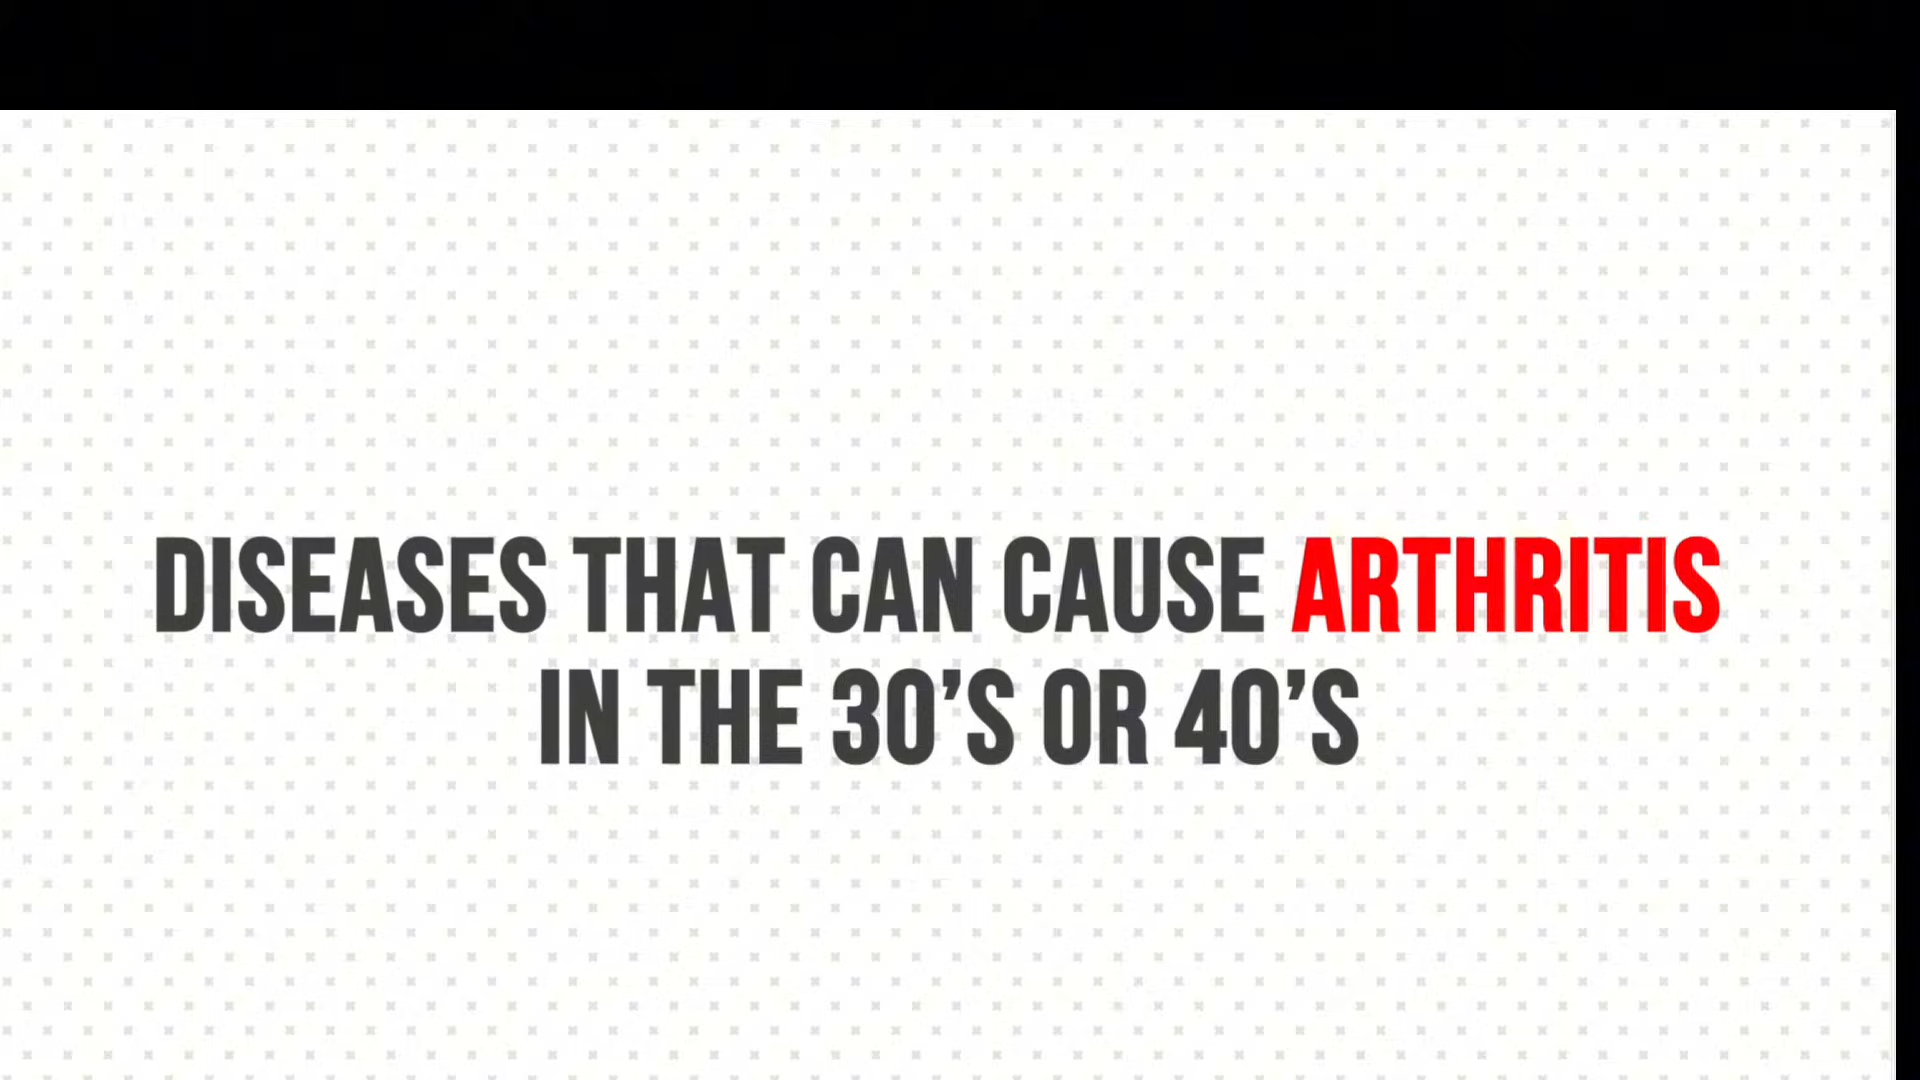 DISEASES THAT CAN CAUSE ARTHRITIS
IN THE 30’S OR 40’S